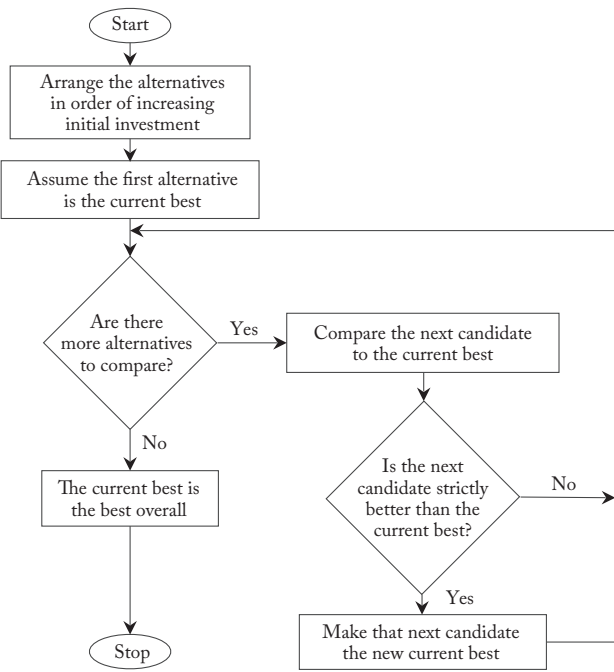 Start
Arrange the alternatives
in order of increasing
initial investment
Assume the first alternative
is the current best
Are there
more alternatives
to compare?
Yes
Compare the next candidate
to the current best
No
The current best is
the best overall
Is the next
candidate strictly
better than the
current best?
No
Yes
Stop
Make that next candidate
the new current best